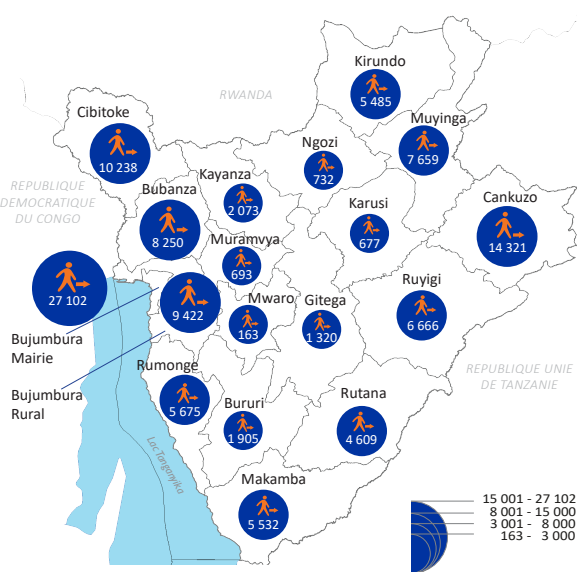 Kirundo
5 485
RWANDA
Cibitoke
10 238
Muyinga
7 659
Ngozi
732
Kayanza
2 073
REPUBLIQUE
DEMOCRATIQUE
DU CONGO
Bubanza
8 250
Karusi
677
Cankuzo
14 321
Muramvya
693
27 102
9 422
Mwaro
163
Gitega
1 320
Ruyigi
6 666
Bujumbura
Mairie
Bujumbura
Rural
Rumonge
5 675
REPUBLIQUE UNIE
DE TANZANIE
Bururi
1 905
Rutana
4 609
Lac Tanganyika
Makamba
5 532
15 001 - 27 102
8 001 - 15 000
3 001 - 8 000
163 - 3 000